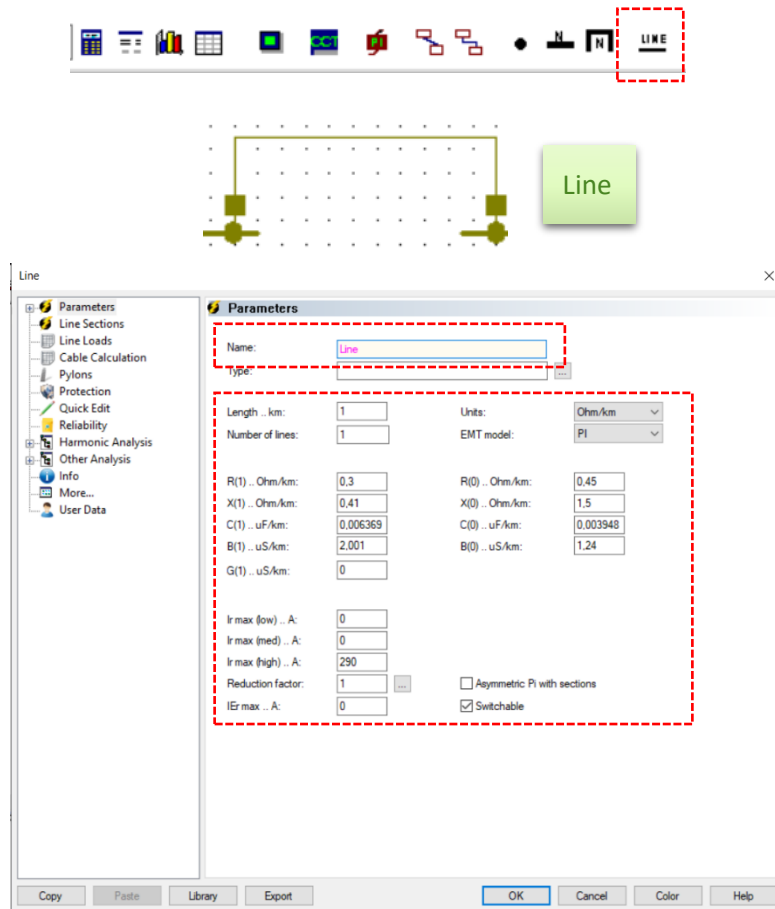 CCT
N
N
LINE
Line
Line
Parameters
Line Sections
Line Loads
Cable Calculation
Pylons
Protection
Quick Edit
Reliability
Harmonic Analysis
Other Analysis
Info
More...
User Data
Parameters
Name: Line
Type: ...
Length .. km: 1 Units: Ohm/km
Number of lines: 1 EMT model: PI
R(1) .. Ohm/km: 0,3 R(0) .. Ohm/km: 0,45
X(1) .. Ohm/km: 0,41 X(0) .. Ohm/km: 1,5
C(1) .. uF/km: 0,006369 C(0) .. uF/km: 0,003948
B(1) .. uS/km: 2,001 B(0) .. uS/km: 1,24
G(1) .. uS/km: 0
Ir max (low) .. A: 0
Ir max (med) .. A: 0
Ir max (high) .. A: 290
Reduction factor: 1 ... Asymmetric Pi with sections
IEr max .. A: 0 Switchable
Copy Paste Library Export OK Cancel Color Help